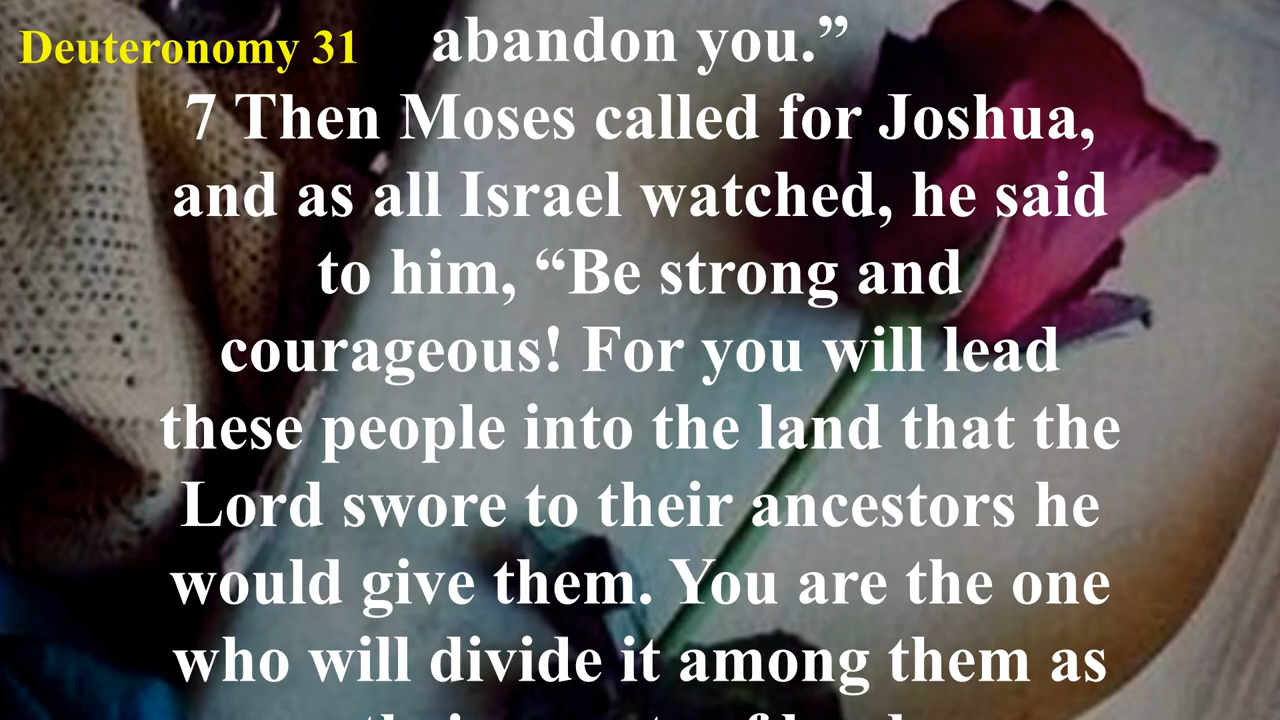 Deuteronomy 31
abandon you.”
7 Then Moses called for Joshua,
and as all Israel watched, he said
to him, “Be strong and
courageous! For you will lead
these people into the land that the
Lord swore to their ancestors he
would give them. You are the one
who will divide it among them as